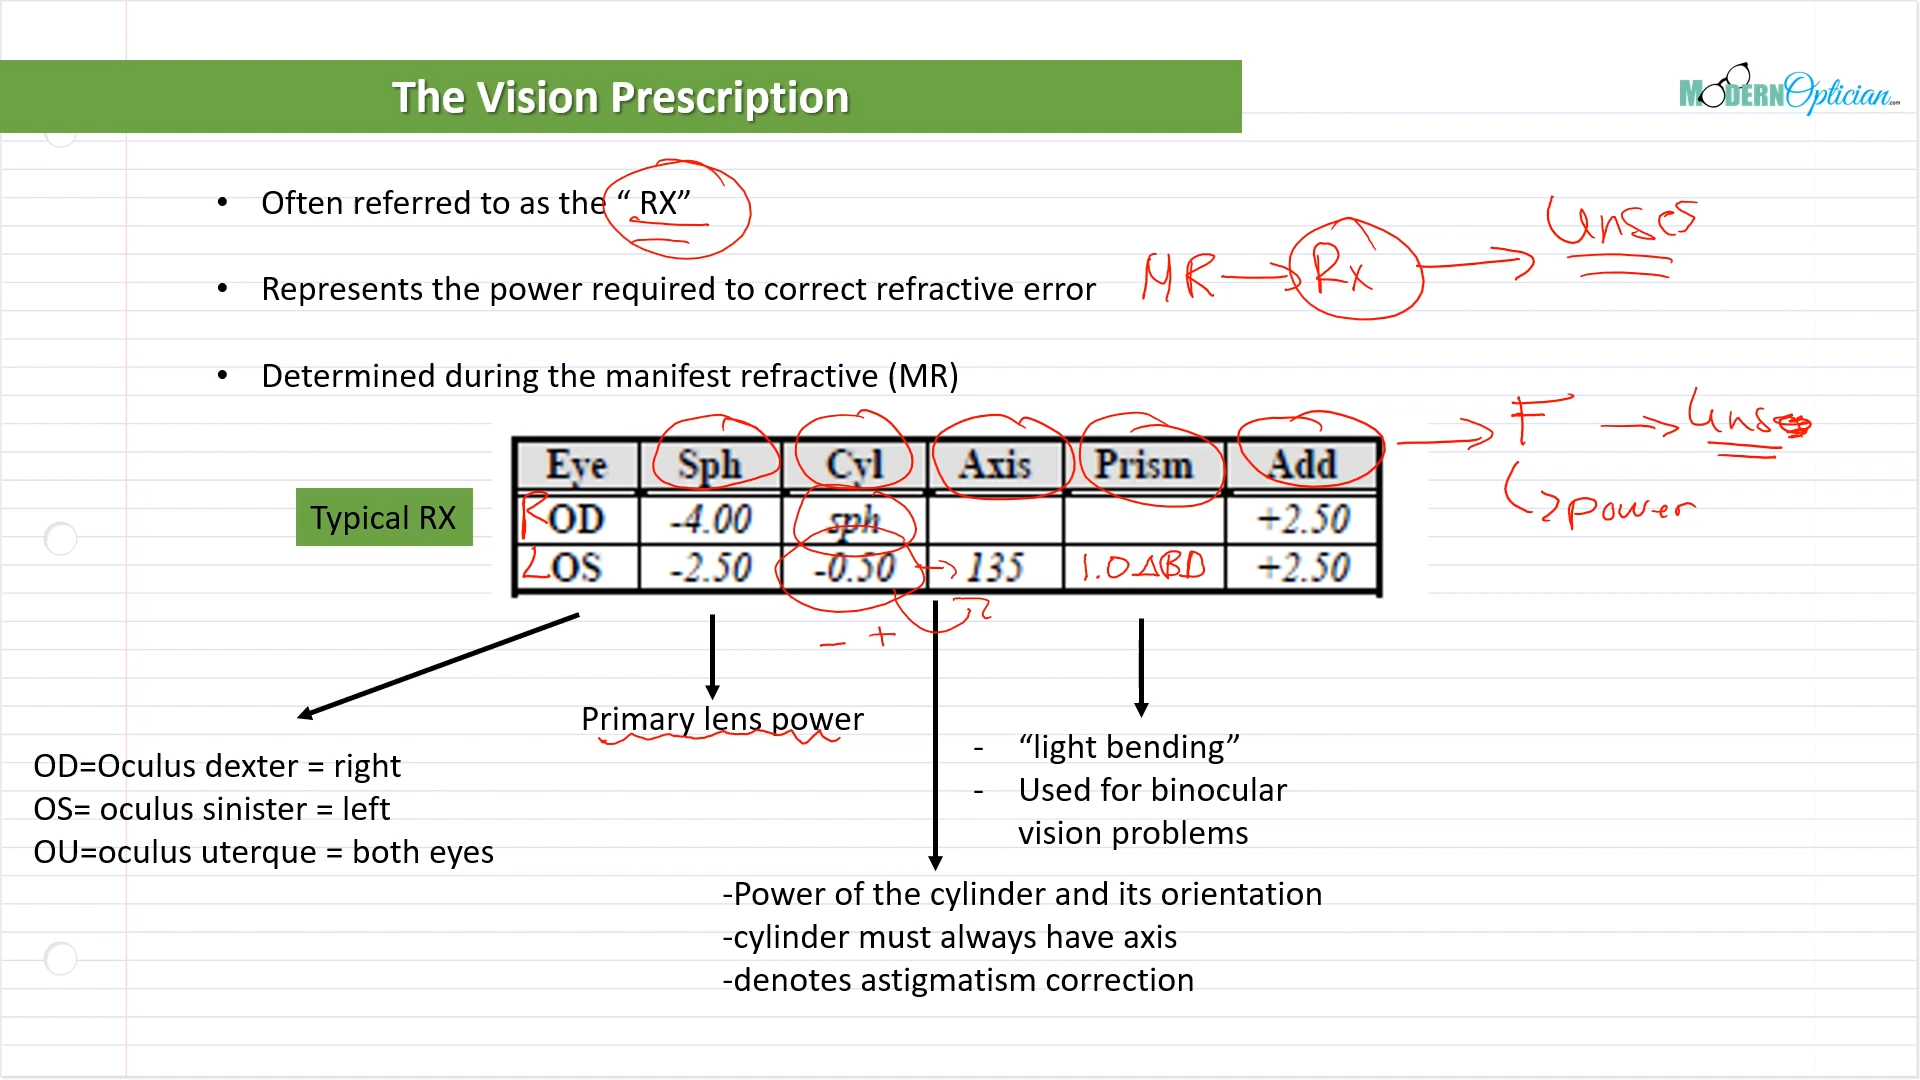 The Vision Prescription
MODERNOptician.com
• Often referred to as the “ RX”
MR → Rx → Lenses
• Represents the power required to correct refractive error
• Determined during the manifest refractive (MR)
→ F → Lenses
power
Eye Sph Cyl Axis Prism Add
Typical RX
R OD -4.00 sph +2.50
L OS -2.50 -0.50 → 135 1.0 ΔBD +2.50
- +
Primary lens power
- “light bending”
- Used for binocular
vision problems
OD=Oculus dexter = right
OS= oculus sinister = left
OU=oculus uterque = both eyes
-Power of the cylinder and its orientation
-cylinder must always have axis
-denotes astigmatism correction